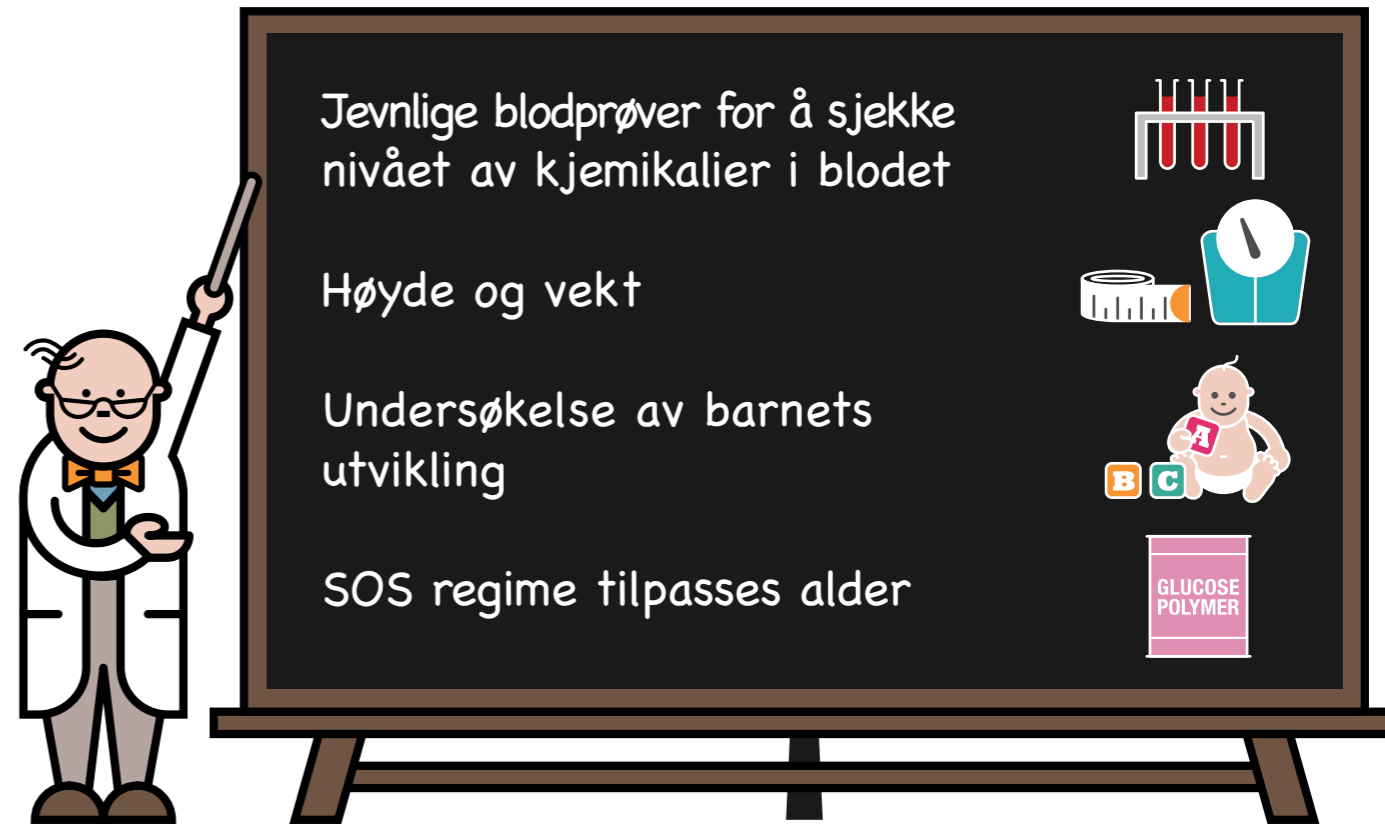 Jevnlige blodprøver for å sjekke
nivået av kjemikalier i blodet
Høyde og vekt
Undersøkelse av barnets
utvikling
A
B C
SOS regime tilpasses alder
GLUCOSE
POLYMER